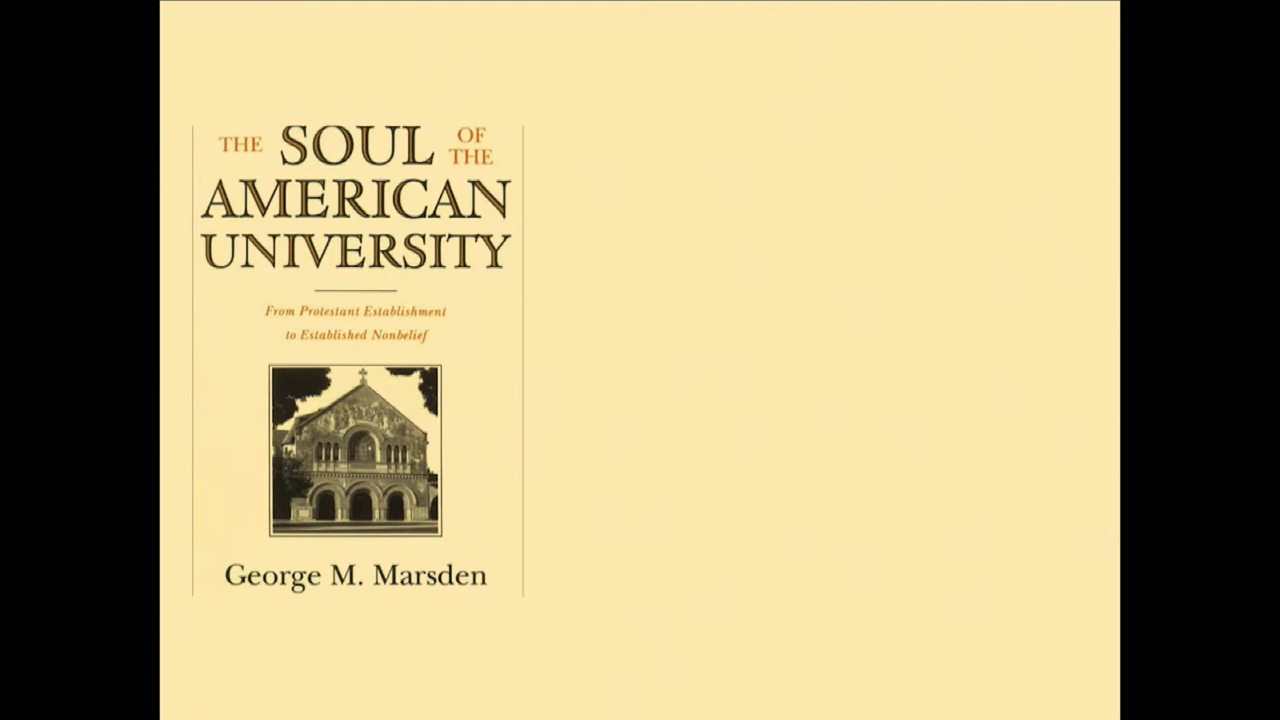 THE SOUL OF THE
AMERICAN
UNIVERSITY
From Protestant Establishment
to Established Nonbelief
George M. Marsden